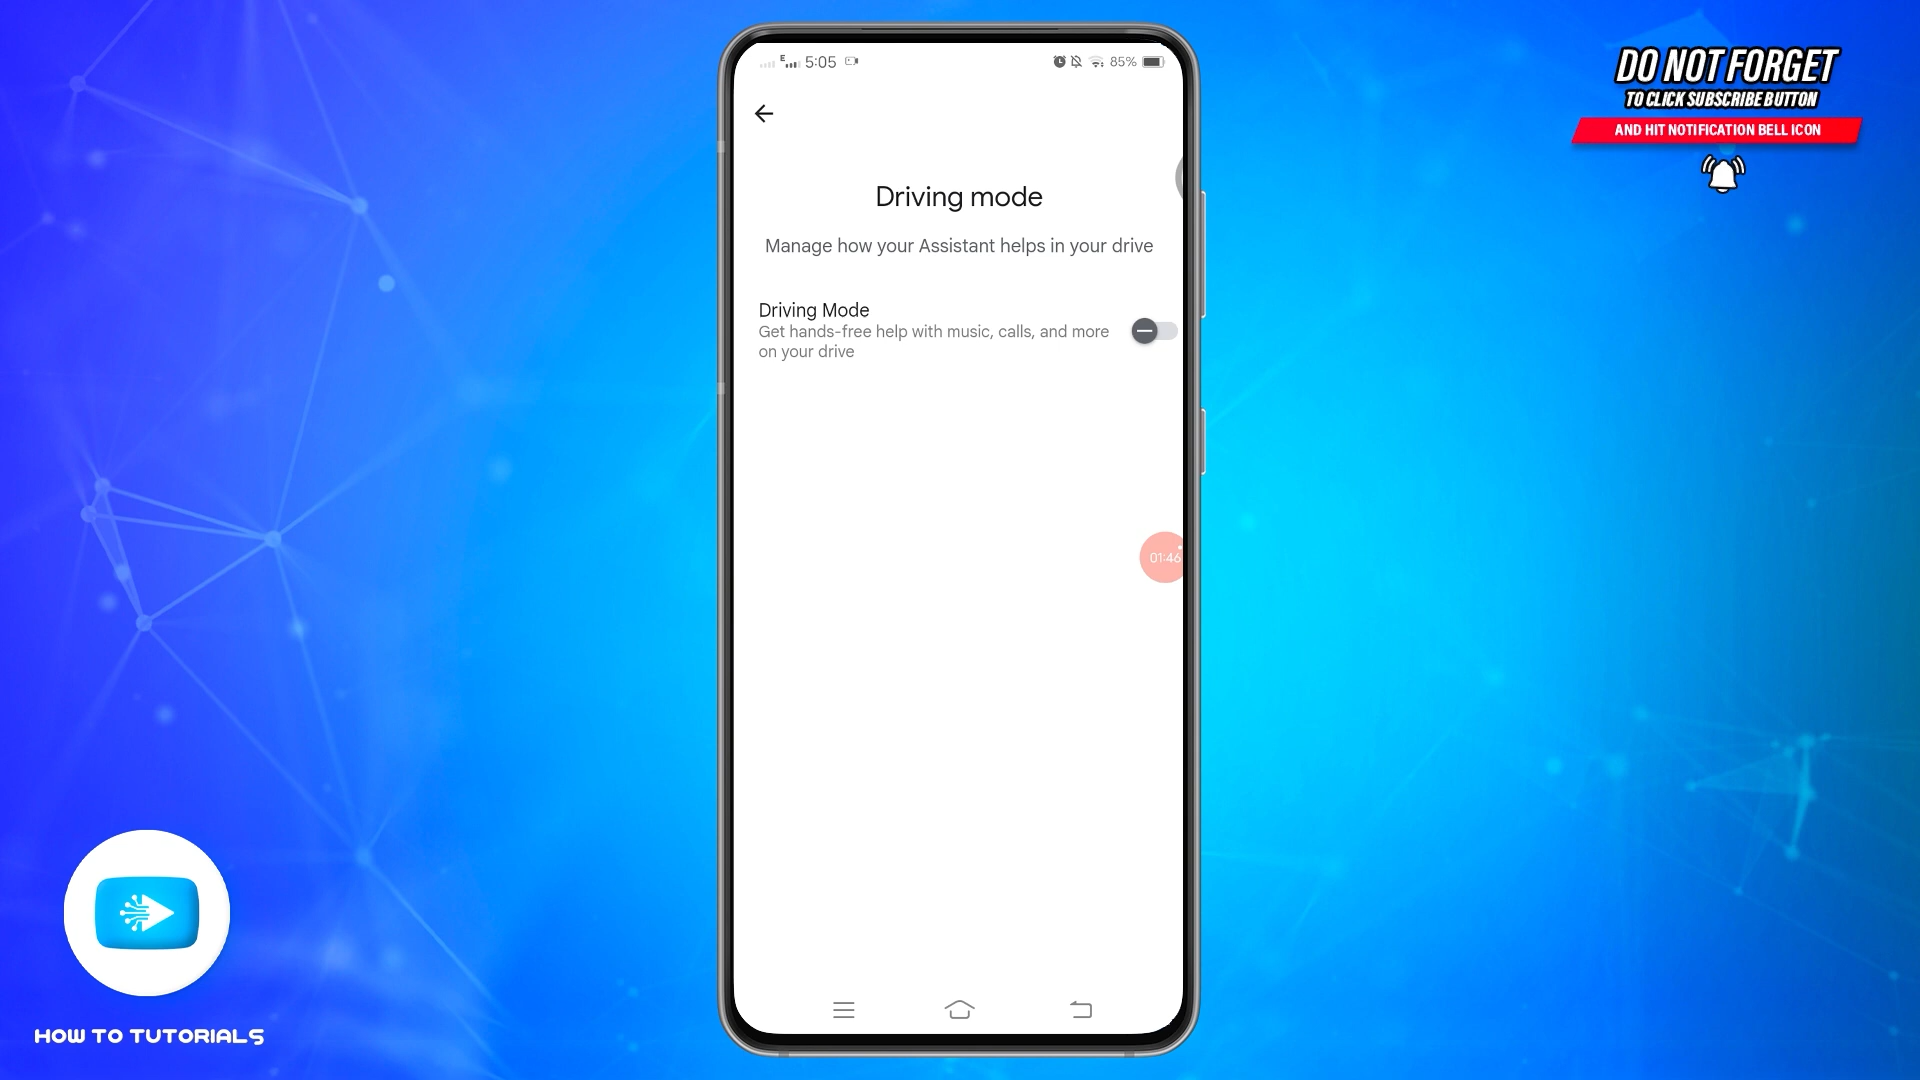 E 5:05 85%
Driving mode
Manage how your Assistant helps in your drive
Driving Mode
Get hands-free help with music, calls, and more
on your drive
01:46
DO NOT FORGET
TO CLICK SUBSCRIBE BUTTON
AND HIT NOTIFICATION BELL ICON
HOW TO TUTORIALS